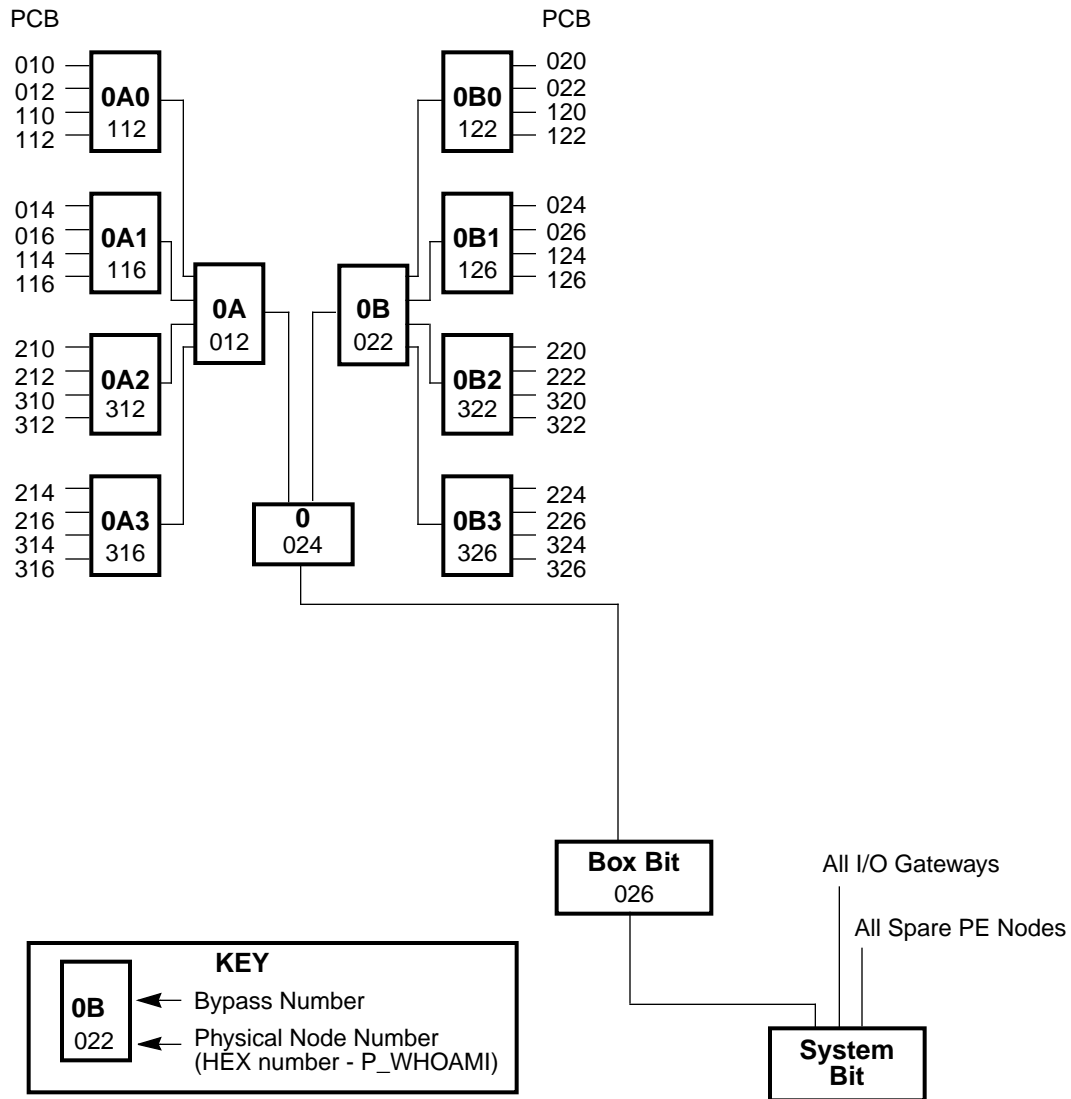 PCB
PCB
010
012
110
112
0A0
112
0B0
122
020
022
120
122
014
016
114
116
0A1
116
0B1
126
024
026
124
126
0A
012
0B
022
210
212
310
312
0A2
312
0B2
322
220
222
320
322
214
216
314
316
0A3
316
0
024
0B3
326
224
226
324
326
Box Bit
026
All I/O Gateways
All Spare PE Nodes
KEY
0B
022
Bypass Number
Physical Node Number
(HEX number - P_WHOAMI)
System
Bit